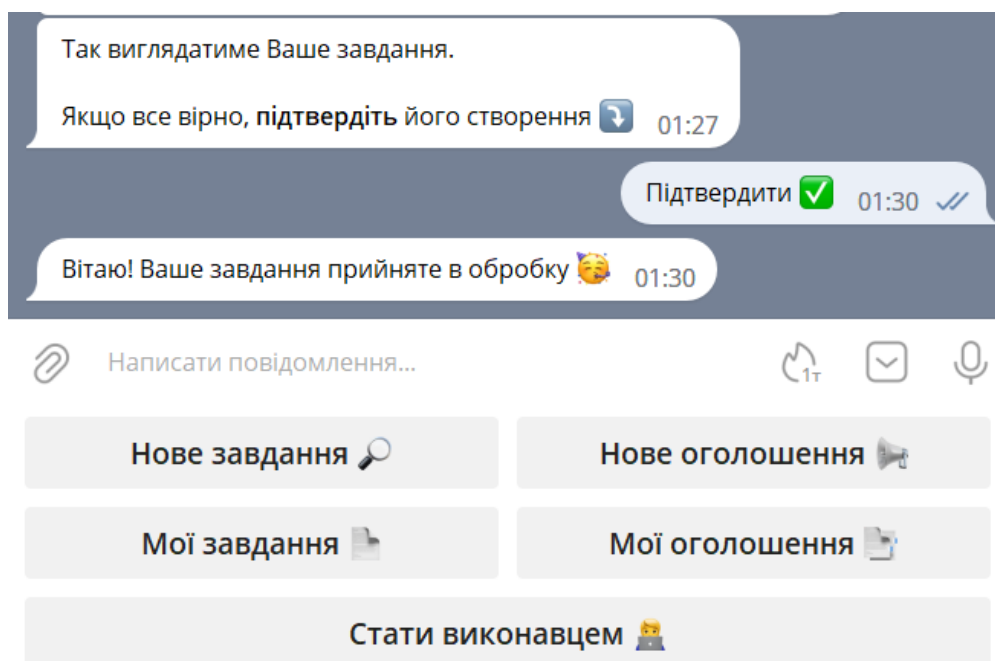 Так виглядатиме Ваше завдання.
Якщо все вірно, підтвердіть його створення ⤵️ 01:27
Підтвердити ✅ 01:30
Вітаю! Ваше завдання прийняте в обробку 🥳 01:30
Написати повідомлення...
1т
Нове завдання 🔎 Нове оголошення 📢
Мої завдання 📄 Мої оголошення 📑
Стати виконавцем 🧑‍💻